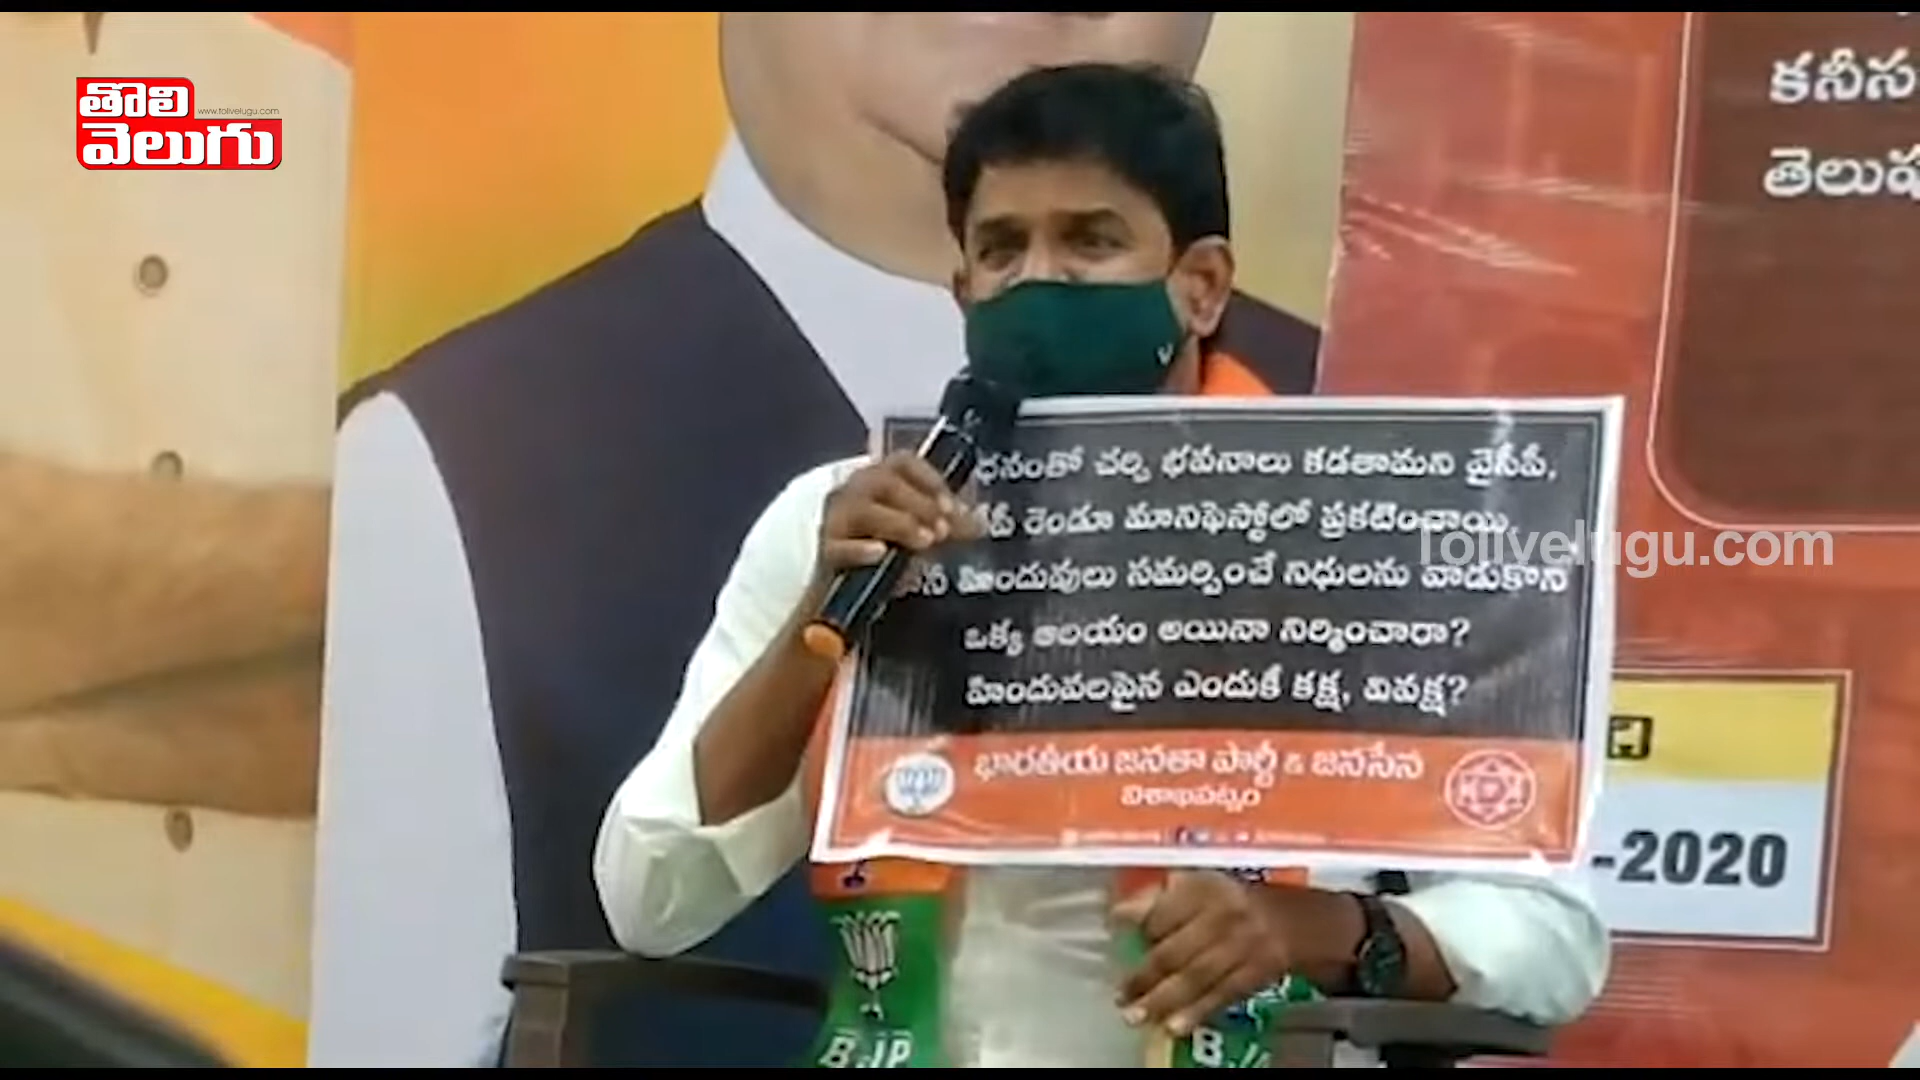 తొలి
www.tolivelugu.com
వెలుగు
కనీస
తెలుపు
ధనంతో చర్చి భవనాలు కడతామని వైసీపీ,
రెండూ మానిఫెస్టోలో ప్రకటించాయి,
Tolivelugu.com
హిందువులు సమర్పించే నిధులను వాడుకొని
ఒక్క ఆలయం అయినా నిర్మించారా?
హిందువులపైన ఎందుకీ కక్ష, వివక్ష?
భారతీయ జనతా పార్టీ & జనసేన
విశాఖపట్నం
-2020
BJP
BJ